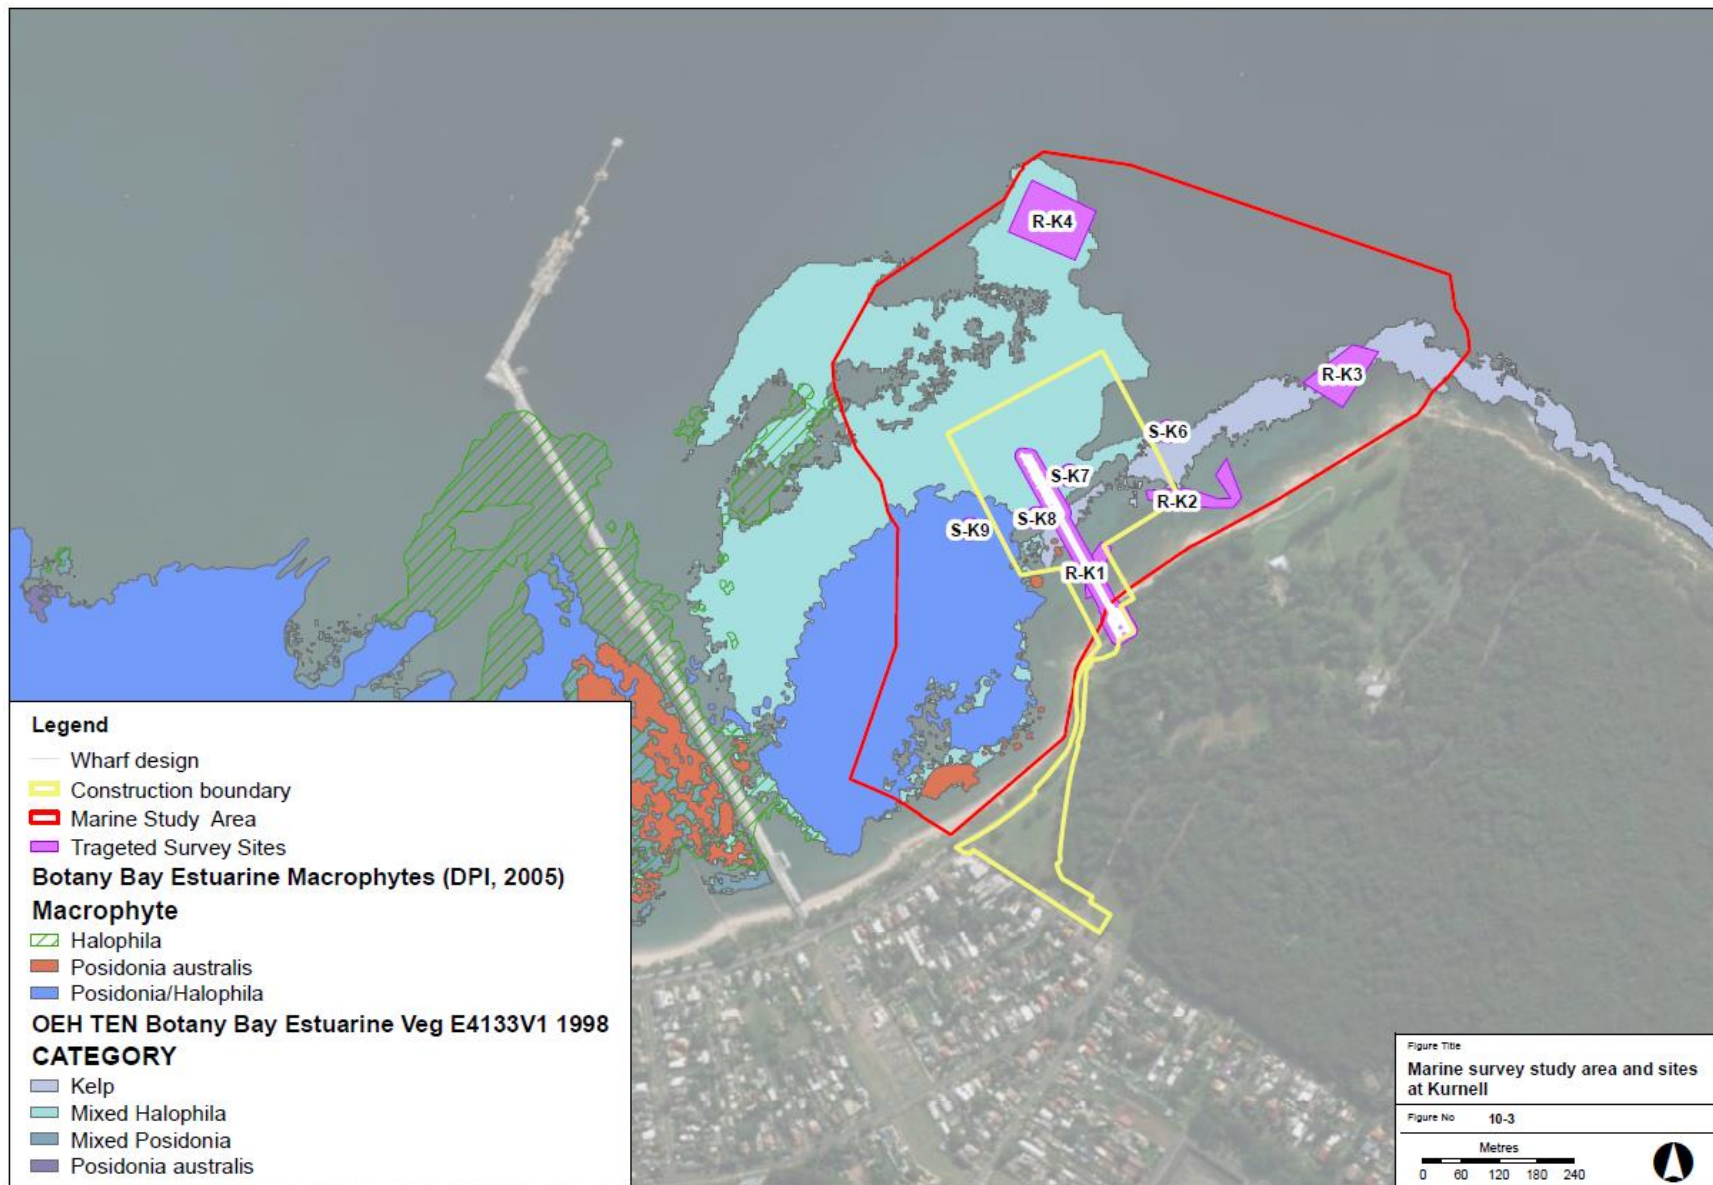 R-K4
R-K3
S-K6
S-K7
R-K2
S-K8
S-K9
R-K1
Legend
Wharf design
Construction boundary
Marine Study Area
Trageted Survey Sites
Botany Bay Estuarine Macrophytes (DPI, 2005)
Macrophyte
Halophila
Posidonia australis
Posidonia/Halophila
OEH TEN Botany Bay Estuarine Veg E4133V1 1998
CATEGORY
Kelp
Mixed Halophila
Mixed Posidonia
Posidonia australis
Figure Title
Marine survey study area and sites
at Kurnell
Figure No 10-3
Metres
0 60 120 180 240